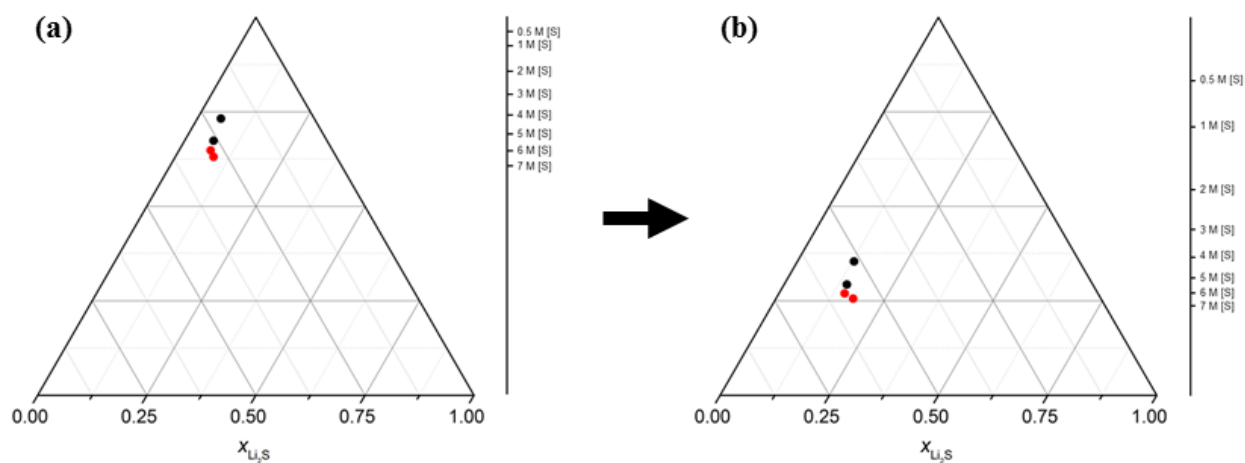 (a)
0.5 M [S]
1 M [S]
2 M [S]
3 M [S]
4 M [S]
5 M [S]
6 M [S]
7 M [S]
0.00 0.25 0.50 0.75 1.00
xLi₂S
(b)
0.5 M [S]
1 M [S]
2 M [S]
3 M [S]
4 M [S]
5 M [S]
6 M [S]
7 M [S]
0.00 0.25 0.50 0.75 1.00
xLi₂S